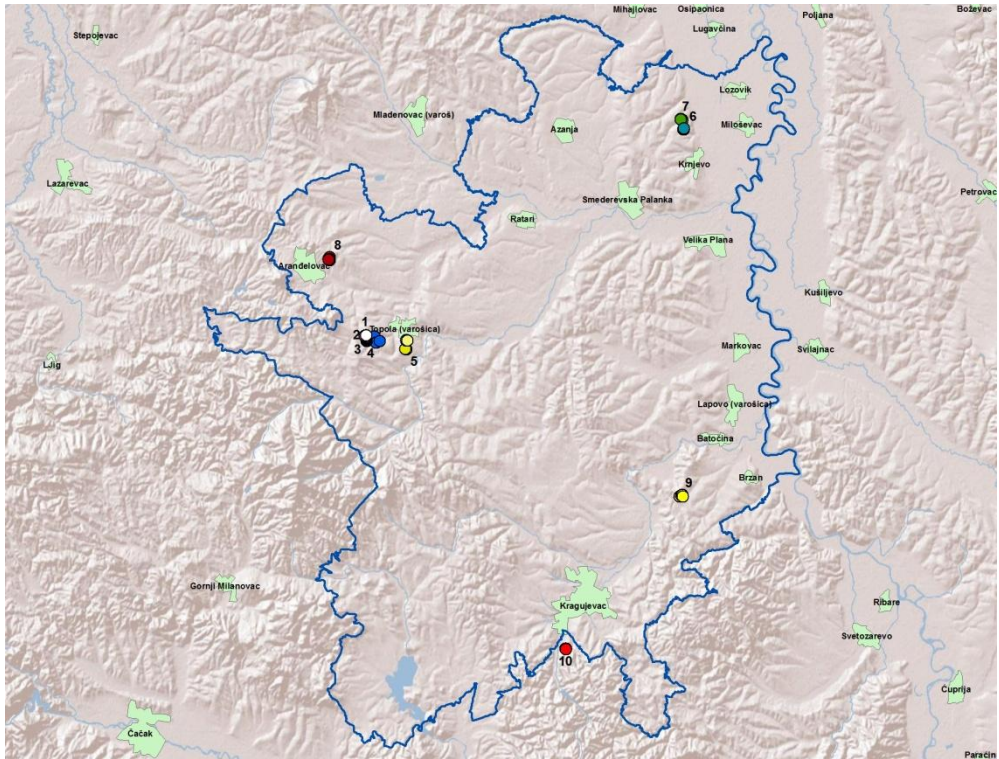 Mihajlovac
Osipaonica
Poljana
Boževac
Stepojevac
Lugavčina
Lozovik
Mladenovac (varoš)
7
6
Azanja
Miloševac
Krnjevo
Lazarevac
Smederevska Palanka
Petrovac
Ratari
Velika Plana
8
Aranđelovac
Kušiljevo
1
Topola (varošica)
2
3
4
5
Markovac
Svilajnac
Ljig
Lapovo (varošica)
Batočina
Brzan
9
Gornji Milanovac
Kragujevac
Ribare
Svetozarevo
10
Ćuprija
Čačak
Paraćin